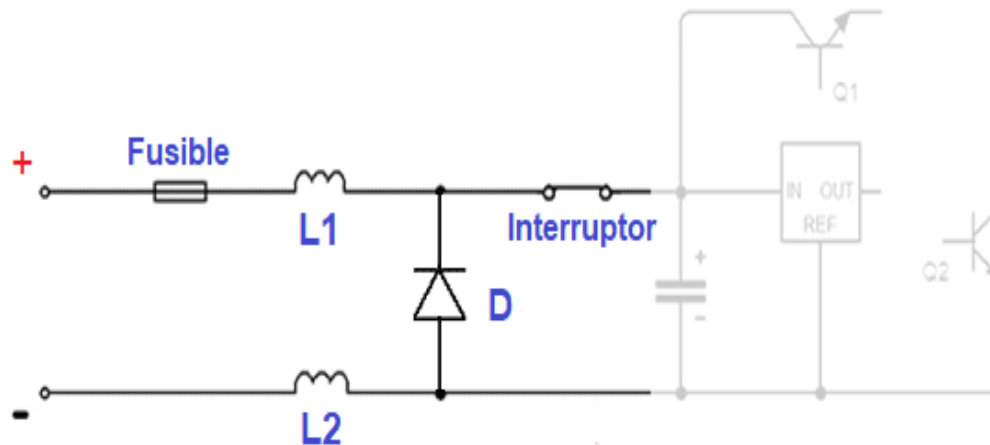 Q1
+
Fusible
L1
Interruptor
IN OUT
REF
+
-
Q2
D
-
L2